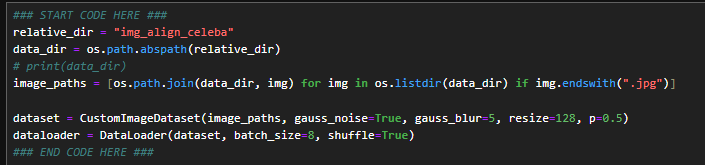 ### START CODE HERE ###
relative_dir = "img_align_celeba"
data_dir = os.path.abspath(relative_dir)
# print(data_dir)
image_paths = [os.path.join(data_dir, img) for img in os.listdir(data_dir) if img.endswith(".jpg")]
dataset = CustomImageDataset(image_paths, gauss_noise=True, gauss_blur=5, resize=128, p=0.5)
dataloader = DataLoader(dataset, batch_size=8, shuffle=True)
### END CODE HERE ###